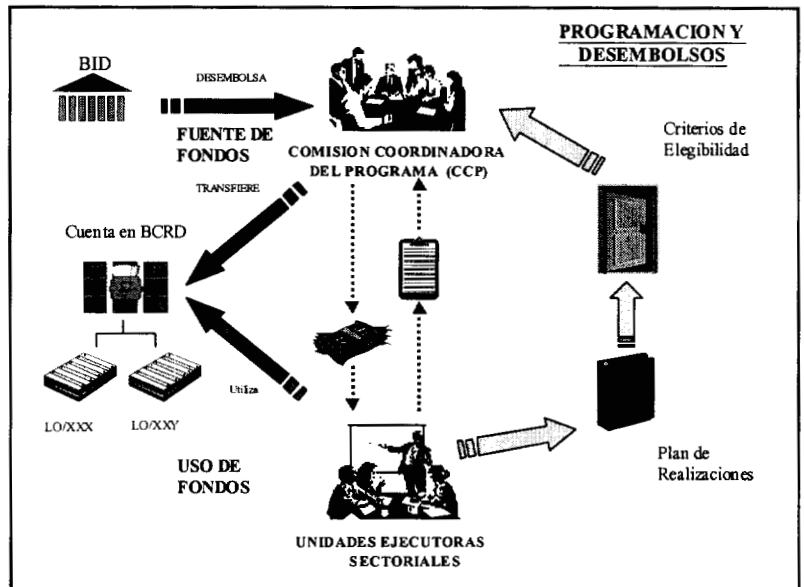 PROGRAMACION Y
DESEMBOLSOS
BID
DESEMBOLSA
FUENTE DE
FONDOS
COMISION COORDINADORA
DEL PROGRAMA (CCP)
Criterios de
Elegibilidad
TRANSFIERE
Cuenta en BCRD
Utiliza
LO/XXX
LO/XXY
USO DE
FONDOS
Plan de
Realizaciones
UNIDADES EJECUTORAS
SECTORIALES